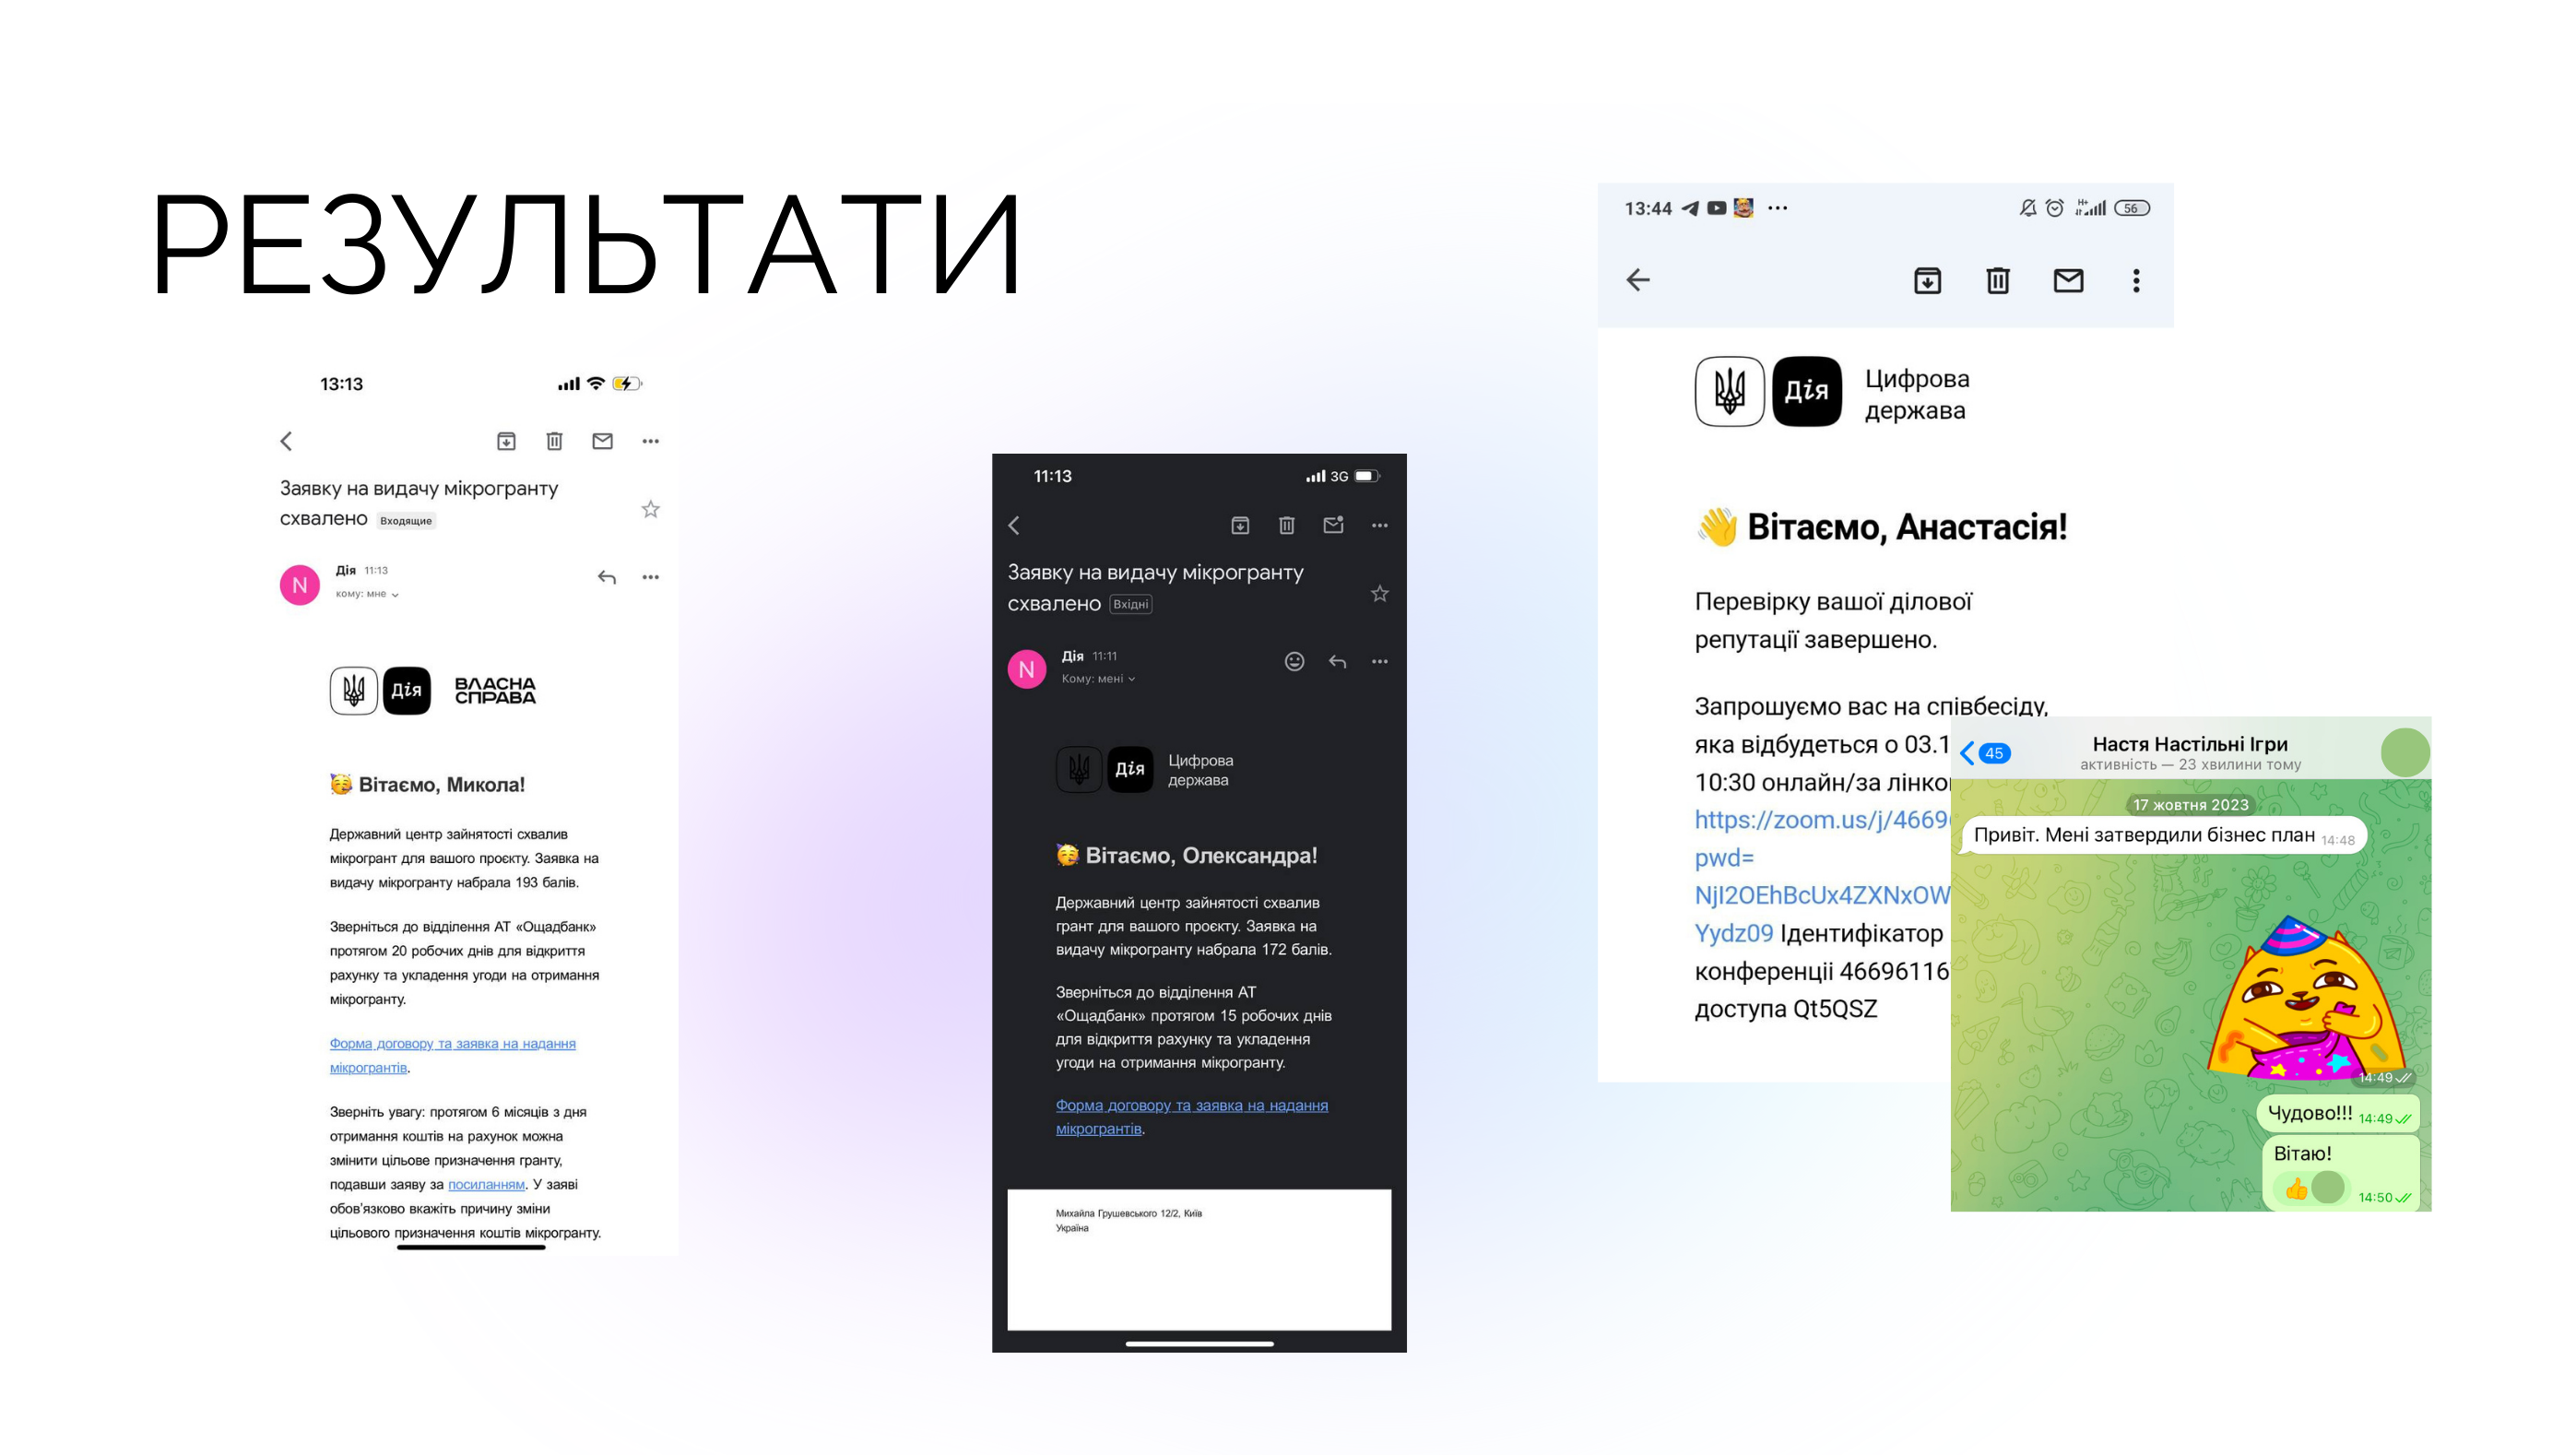 РЕЗУЛЬТАТИ
13:13
Заявку на видачу мікрогранту
схвалено Входящие
N
Дія 11:13
кому: мне
Дія
ВЛАСНА
СПРАВА
Вітаємо, Микола!
Державний центр зайнятості схвалив
мікрогрант для вашого проєкту. Заявка на
видачу мікрогранту набрала 193 балів.
Зверніться до відділення АТ «Ощадбанк»
протягом 20 робочих днів для відкриття
рахунку та укладення угоди на отримання
мікрогранту.
Форма договору та заявка на надання
мікрогрантів.
Зверніть увагу: протягом 6 місяців з дня
отримання коштів на рахунок можна
змінити цільове призначення гранту,
подавши заяву за посиланням. У заяві
обов'язково вкажіть причину зміни
цільового призначення коштів мікрогранту.
11:13
3G
Заявку на видачу мікрогранту
схвалено Вхідні
N
Дія 11:11
Кому: мені
Дія
Цифрова
держава
Вітаємо, Олександра!
Державний центр зайнятості схвалив
грант для вашого проєкту. Заявка на
видачу мікрогранту набрала 172 балів.
Зверніться до відділення АТ
«Ощадбанк» протягом 15 робочих днів
для відкриття рахунку та укладення
угоди на отримання мікрогранту.
Форма договору та заявка на надання
мікрогрантів.
Михайла Грушевського 12/2, Київ
Україна
13:44
H+
56
Дія
Цифрова
держава
Вітаємо, Анастасія!
Перевірку вашої ділової
репутації завершено.
Запрошуємо вас на співбесіду,
яка відбудеться о 03.1
10:30 онлайн/за
https://zoom.us/j/4669
pwd=
NjI2OEhBcUx4ZXNxOW
Yydz09 Ідентифікатор
конференціі 46696116
доступа Qt5QSZ
45
Настя Настільні Ігри
активність — 23 хвилини тому
17 жовтня 2023
Привіт. Мені затвердили бізнес план 14:48
14:49
Чудово!!! 14:49
Вітаю!
14:50